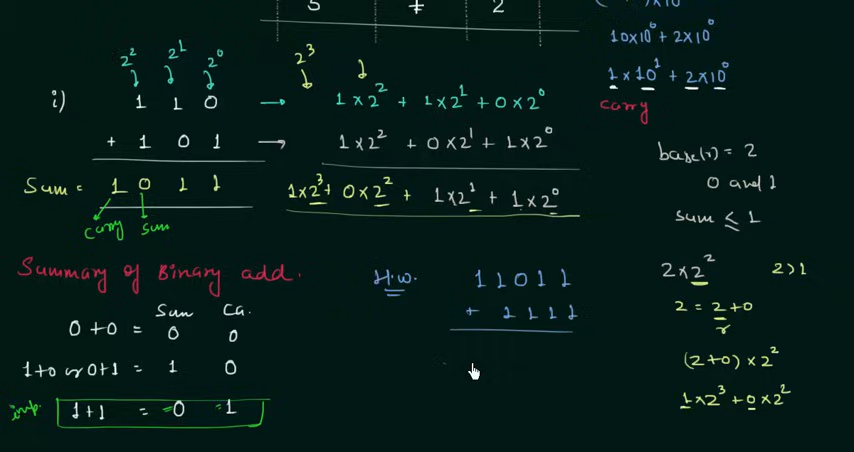 5 7 2
10x10⁰ + 2x10⁰
1 x 10¹ + 2x10⁰
carry
2² 2¹ 2⁰ 2³
i) 1 1 0 → 1x2² + 1x2¹ + 0x2⁰
+ 1 0 1 → 1x2² + 0x2¹ + 1x2⁰
Sum = 1 0 1 1 1x2³ + 0x2² + 1x2¹ + 1x2⁰
carry sum
base(r) = 2
0 and 1
sum ≤ 1
Summary of Binary add.
Sum Ca.
0+0 = 0 0
1+0 or 0+1 = 1 0
imp. 1+1 = 0 1
H.w. 1 1 0 1 1
+ 1 1 1 1
2x2² 2>1
2 = 2+0
r
(2+0) x 2²
1x2³ + 0x2²